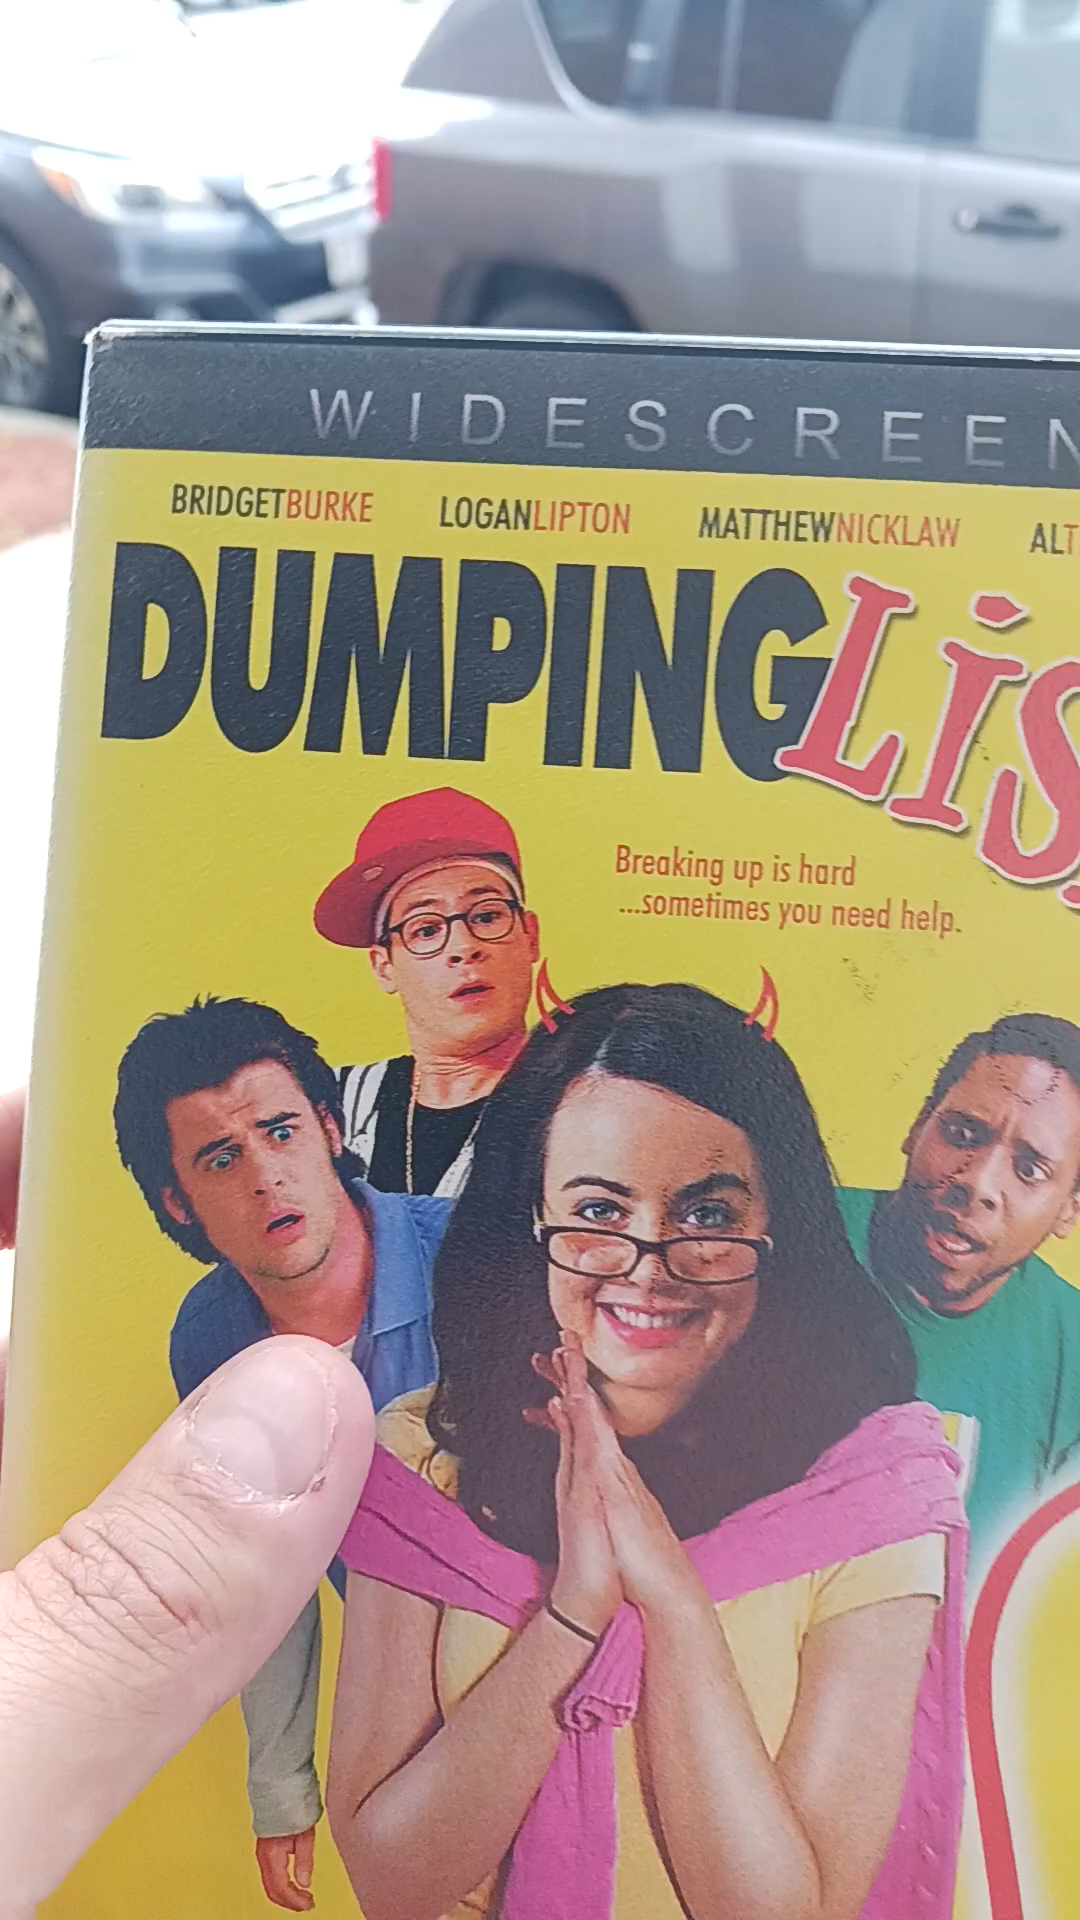 WIDESCREEN
BRIDGETBURKE LOGANLIPTON MATTHEWNICKLAW
DUMPING
Breaking up is hard
...sometimes you need help.